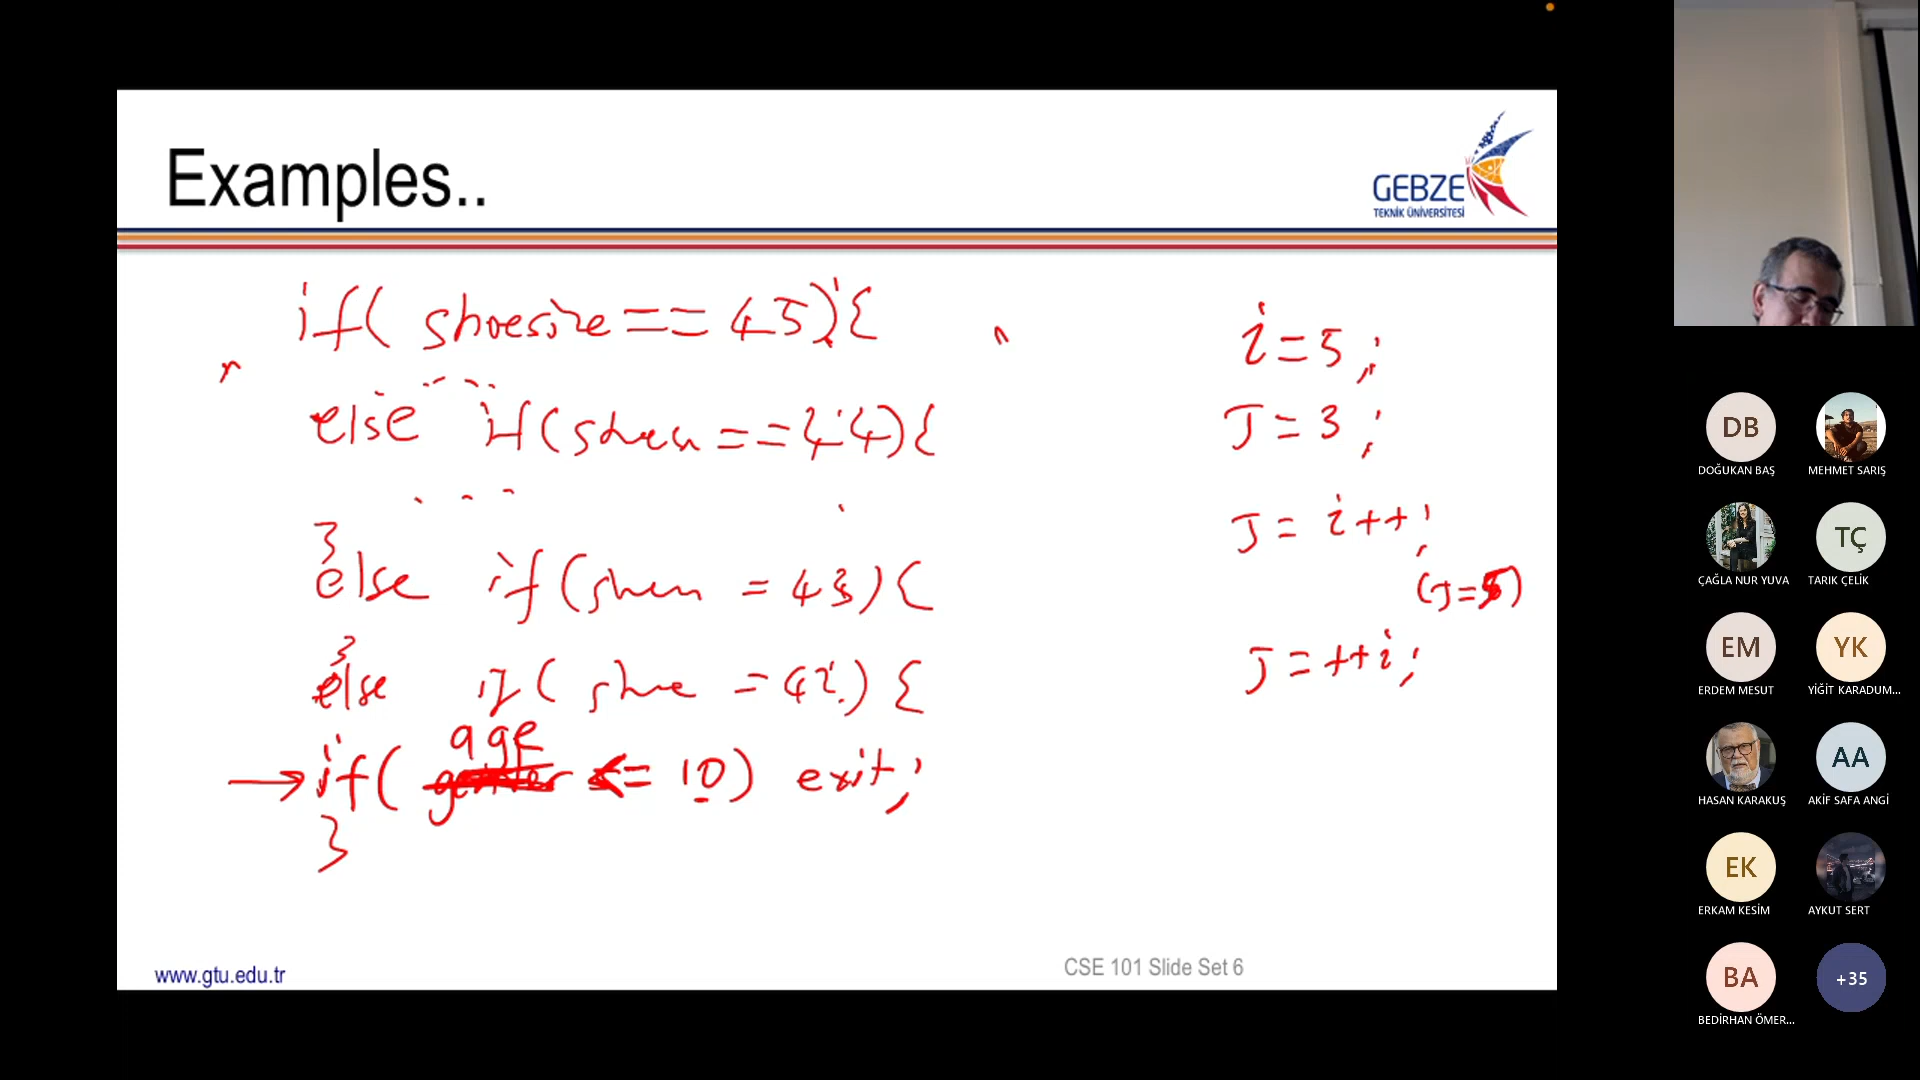 Examples..
GEBZE
TEKNİK ÜNİVERSİTESİ
if( shoesize == 45){
else if(shoen == 44){
}
else if(shoen = 43){
}
else if( shoe = 42) {
age
if( <= 10) exit;
}
i = 5;
J = 3;
J = i++;
(J=5)
J = ++i;
www.gtu.edu.tr
CSE 101 Slide Set 6
DB
DOĞUKAN BAŞ
MEHMET SARIŞ
ÇAĞLA NUR YUVA
TÇ
TARIK ÇELİK
EM
ERDEM MESUT
YK
YİĞİT KARADUM...
HASAN KARAKUŞ
AA
AKİF SAFA ANGİ
EK
ERKAM KESİM
AYKUT SERT
BA
BEDİRHAN ÖMER...
+35